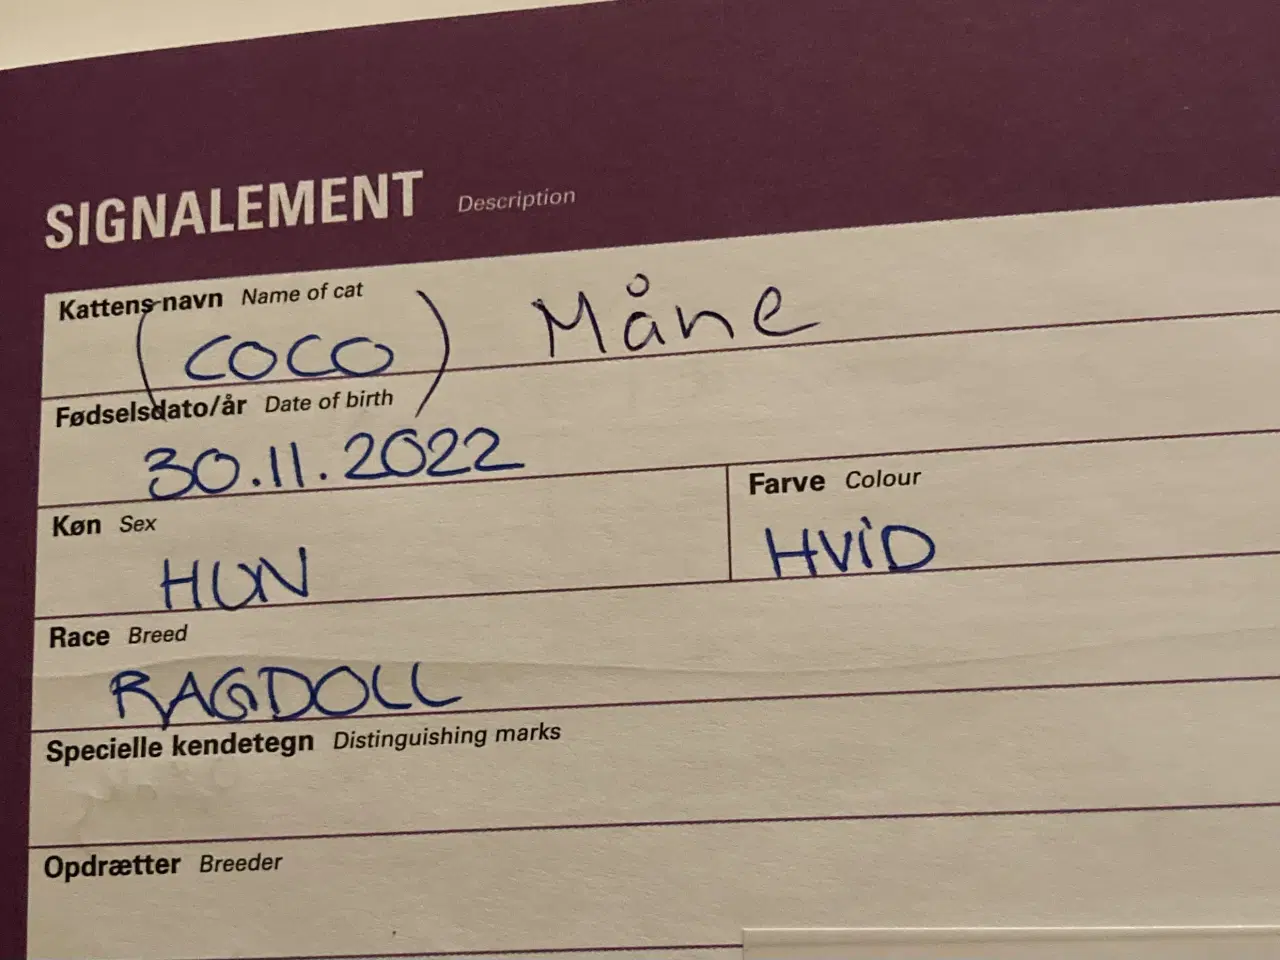 SIGNALEMENT Description
Kattens navn Name of cat
(COCO) Måne
Fødselsdato/år Date of birth
30.11.2022
Køn Sex
HUN
Farve Colour
HViD
Race Breed
RAGDOLL
Specielle kendetegn Distinguishing marks
Opdrætter Breeder